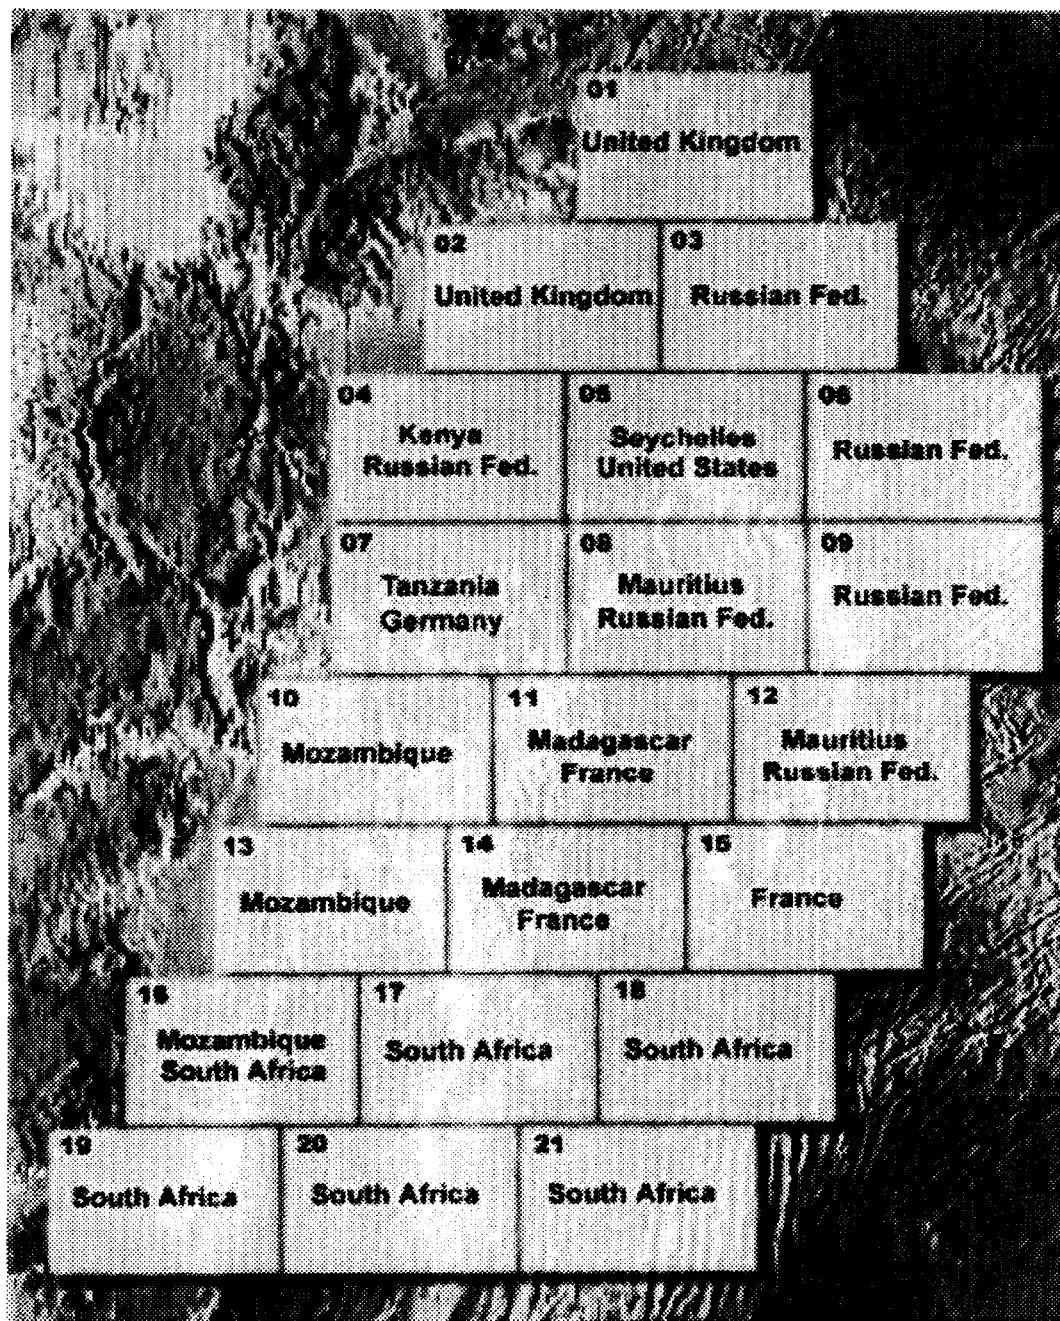 01
United Kingdom
02
United Kingdom
03
Russian Fed.
04
Kenya
Russian Fed.
05
Seychelles
United States
06
Russian Fed.
07
Tanzania
Germany
08
Mauritius
Russian Fed.
09
Russian Fed.
10
Mozambique
11
Madagascar
France
12
Mauritius
Russian Fed.
13
Mozambique
14
Madagascar
France
15
France
16
Mozambique
South Africa
17
South Africa
18
South Africa
19
South Africa
20
South Africa
21
South Africa